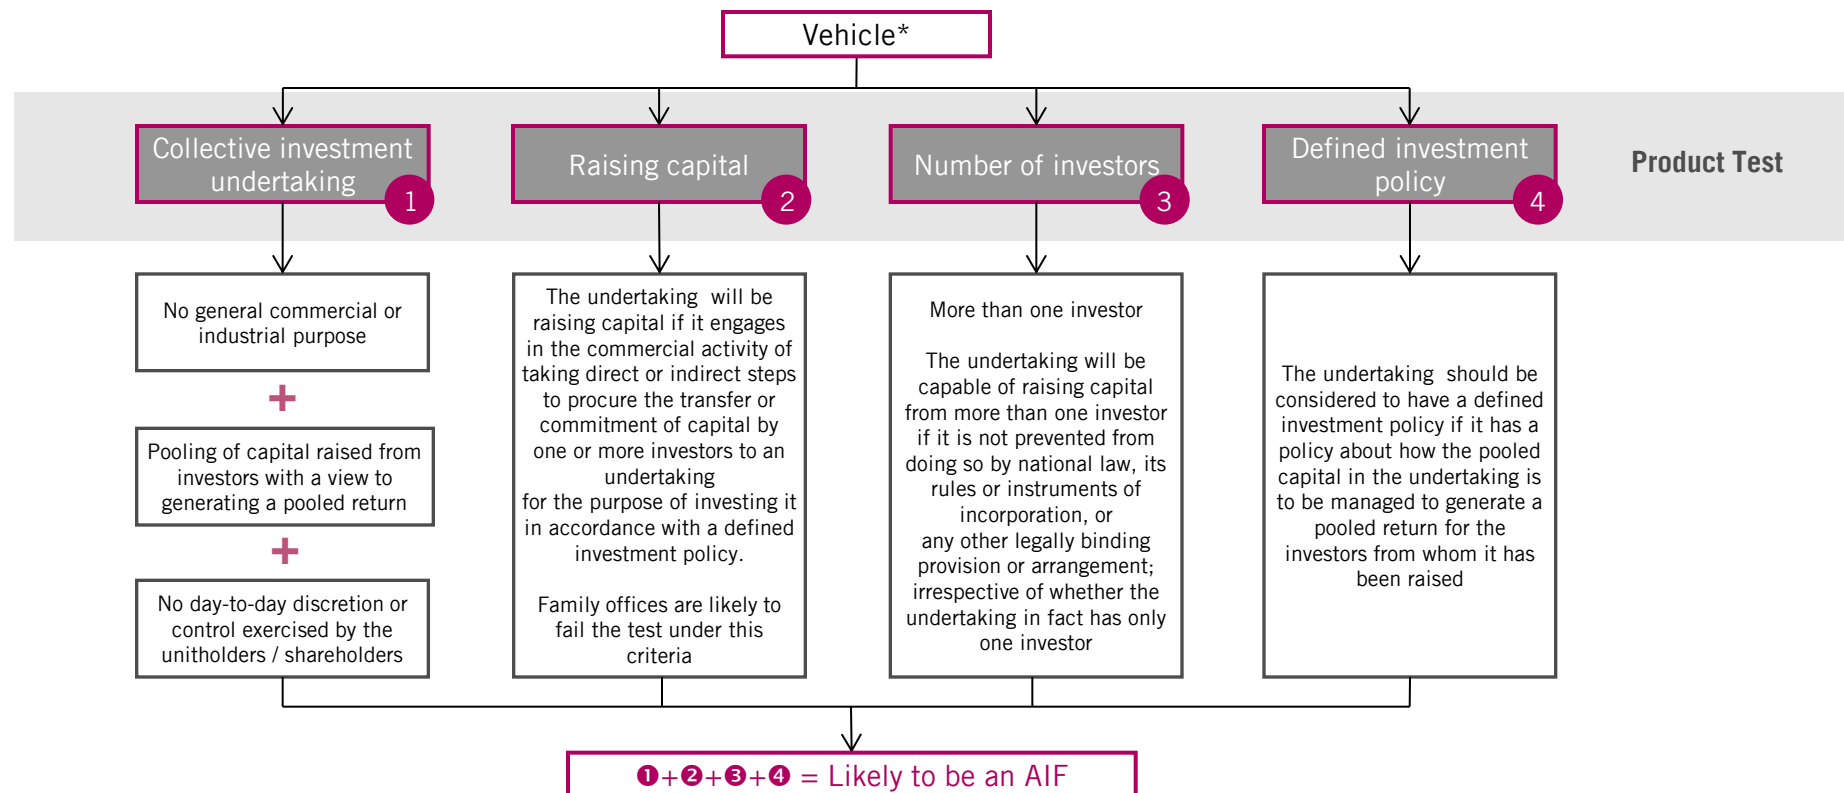 Vehicle*
Collective investment
undertaking
1
Raising capital
2
Number of investors
3
Defined investment
policy
4
Product Test
No general commercial or
industrial purpose
+
Pooling of capital raised from
investors with a view to
generating a pooled return
+
No day-to-day discretion or
control exercised by the
unitholders / shareholders
The undertaking will be
raising capital if it engages
in the commercial activity of
taking direct or indirect steps
to procure the transfer or
commitment of capital by
one or more investors to an
undertaking
for the purpose of investing it
in accordance with a defined
investment policy.
Family offices are likely to
fail the test under this
criteria
More than one investor
The undertaking will be
capable of raising capital
from more than one investor
if it is not prevented from
doing so by national law, its
rules or instruments of
incorporation, or
any other legally binding
provision or arrangement;
irrespective of whether the
undertaking in fact has only
one investor
The undertaking should be
considered to have a defined
investment policy if it has a
policy about how the pooled
capital in the undertaking is
to be managed to generate a
pooled return for the
investors from whom it has
been raised
❶+❷+❸+❹ = Likely to be an AIF